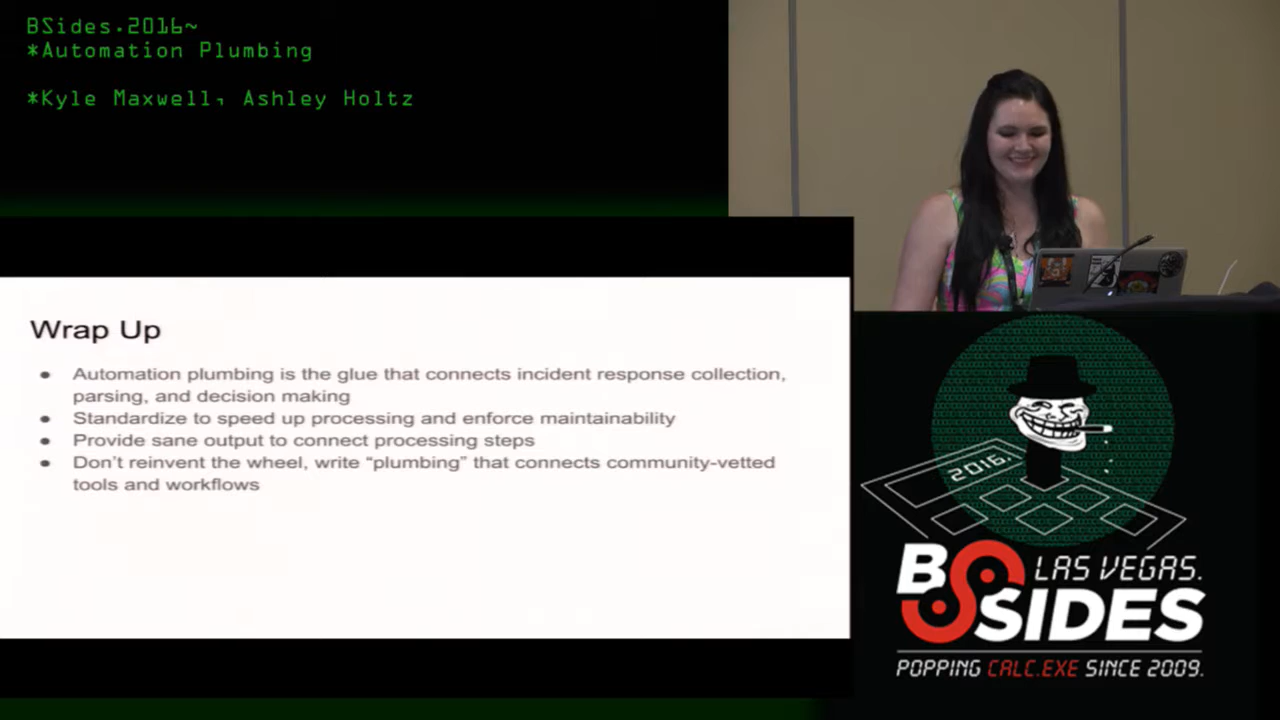 BSides.2016~
*Automation Plumbing
*Kyle Maxwell, Ashley Holtz
Wrap Up
● Automation plumbing is the glue that connects incident response collection,
parsing, and decision making
● Standardize to speed up processing and enforce maintainability
● Provide sane output to connect processing steps
● Don't reinvent the wheel, write “plumbing” that connects community-vetted
tools and workflows
2016.
BSIDES
LAS VEGAS.
POPPING CALC.EXE SINCE 2009.